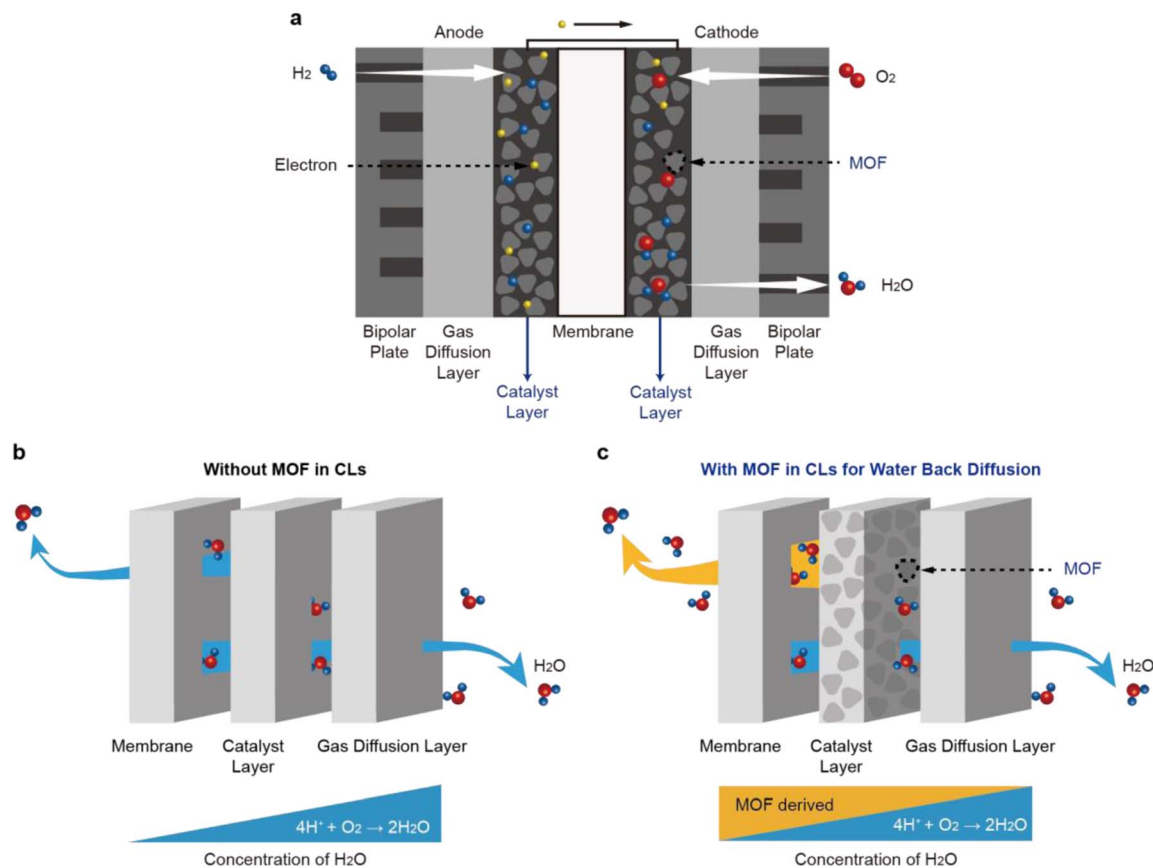 a
Anode
Cathode
H2
O2
Electron
MOF
H2O
Bipolar
Plate
Gas
Diffusion
Layer
Membrane
Gas
Diffusion
Layer
Bipolar
Plate
Catalyst
Layer
Catalyst
Layer
b
Without MOF in CLs
H2O
Membrane
Catalyst
Layer
Gas Diffusion Layer
4H+ + O2 → 2H2O
Concentration of H2O
c
With MOF in CLs for Water Back Diffusion
MOF
H2O
Membrane
Catalyst
Layer
Gas Diffusion Layer
MOF derived
4H+ + O2 → 2H2O
Concentration of H2O